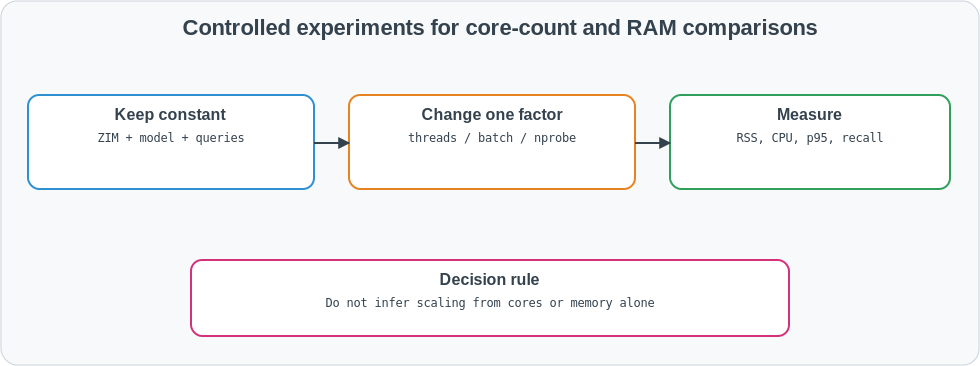 Controlled experiments for core-count and RAM comparisons
Keep constant
ZIM + model + queries
Change one factor
threads / batch / nprobe
Measure
RSS, CPU, p95, recall
Decision rule
Do not infer scaling from cores or memory alone